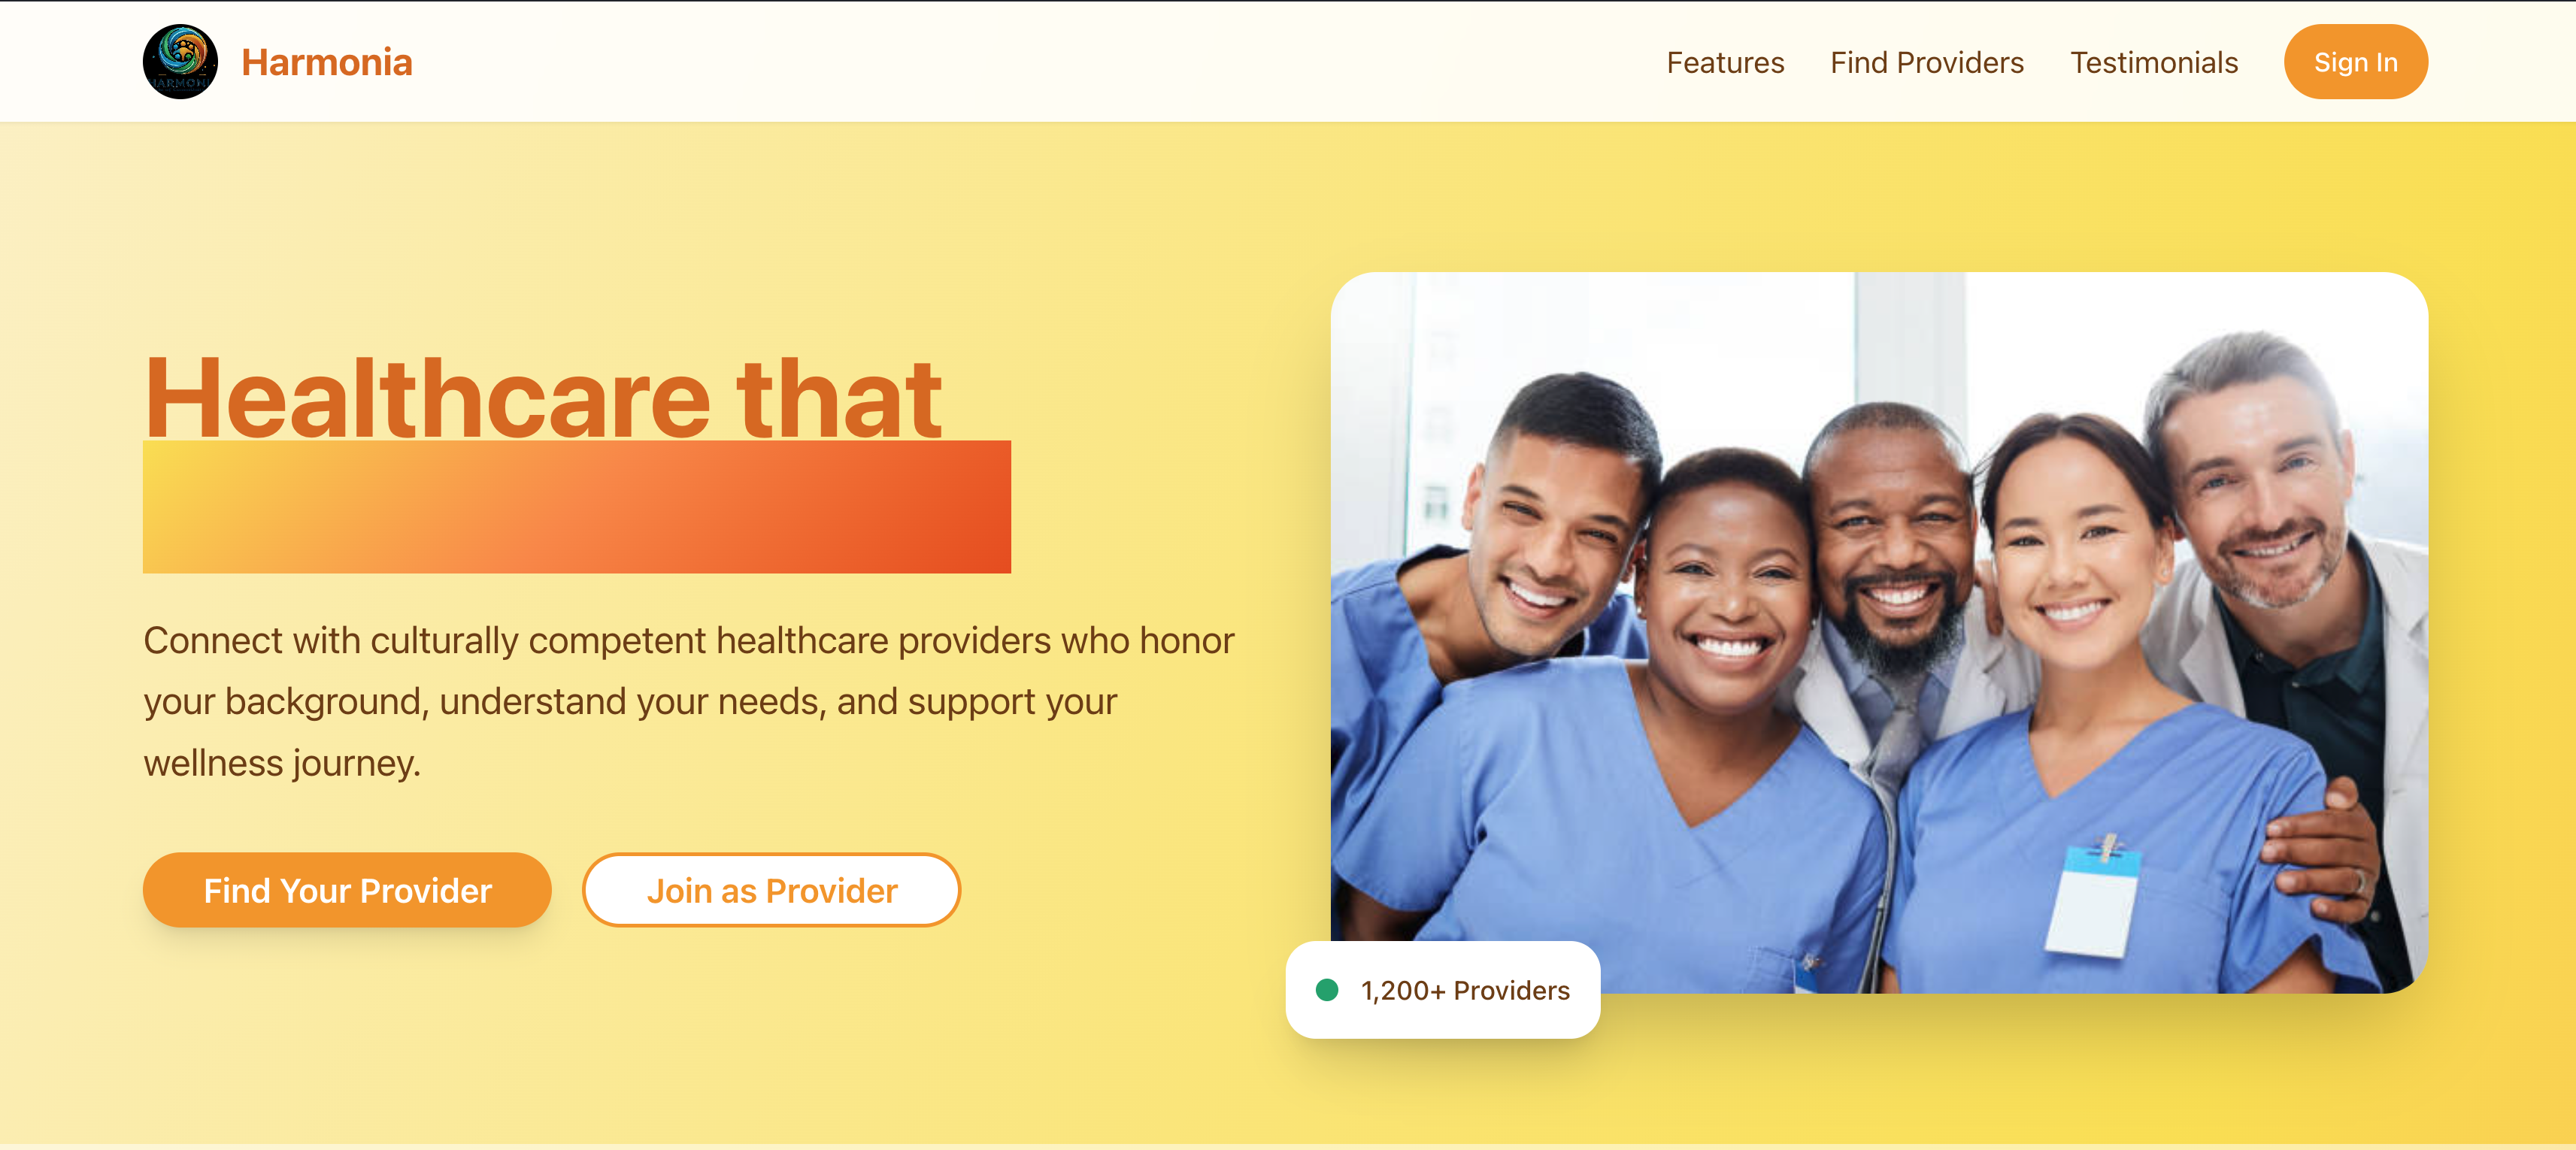 Harmonia
Features
Find Providers
Testimonials
Sign In
Healthcare that
Connect with culturally competent healthcare providers who honor
your background, understand your needs, and support your
wellness journey.
Find Your Provider
Join as Provider
1,200+ Providers